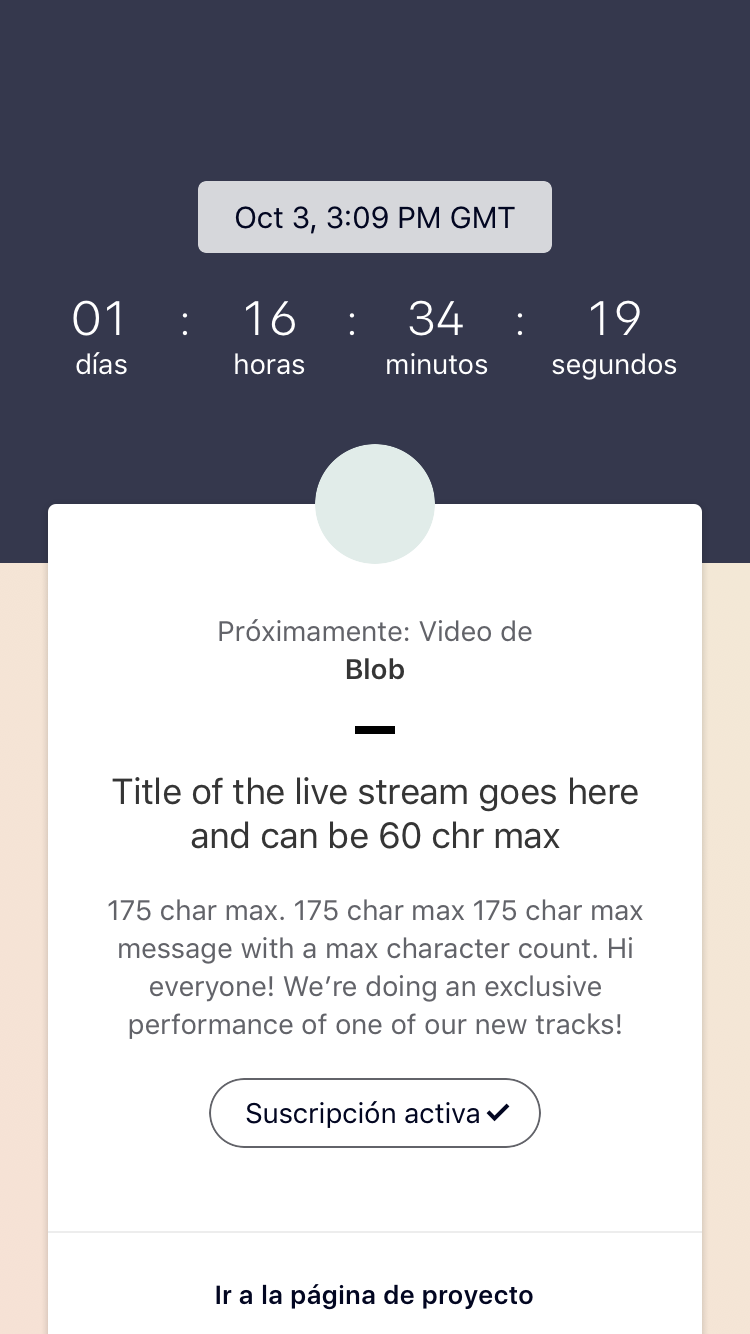 Oct 3, 3:09 PM GMT
01 : 16 : 34 : 19
días horas minutos segundos
Próximamente: Video de
Blob
Title of the live stream goes here
and can be 60 chr max
175 char max. 175 char max 175 char max
message with a max character count. Hi
everyone! We’re doing an exclusive
performance of one of our new tracks!
Suscripción activa
Ir a la página de proyecto